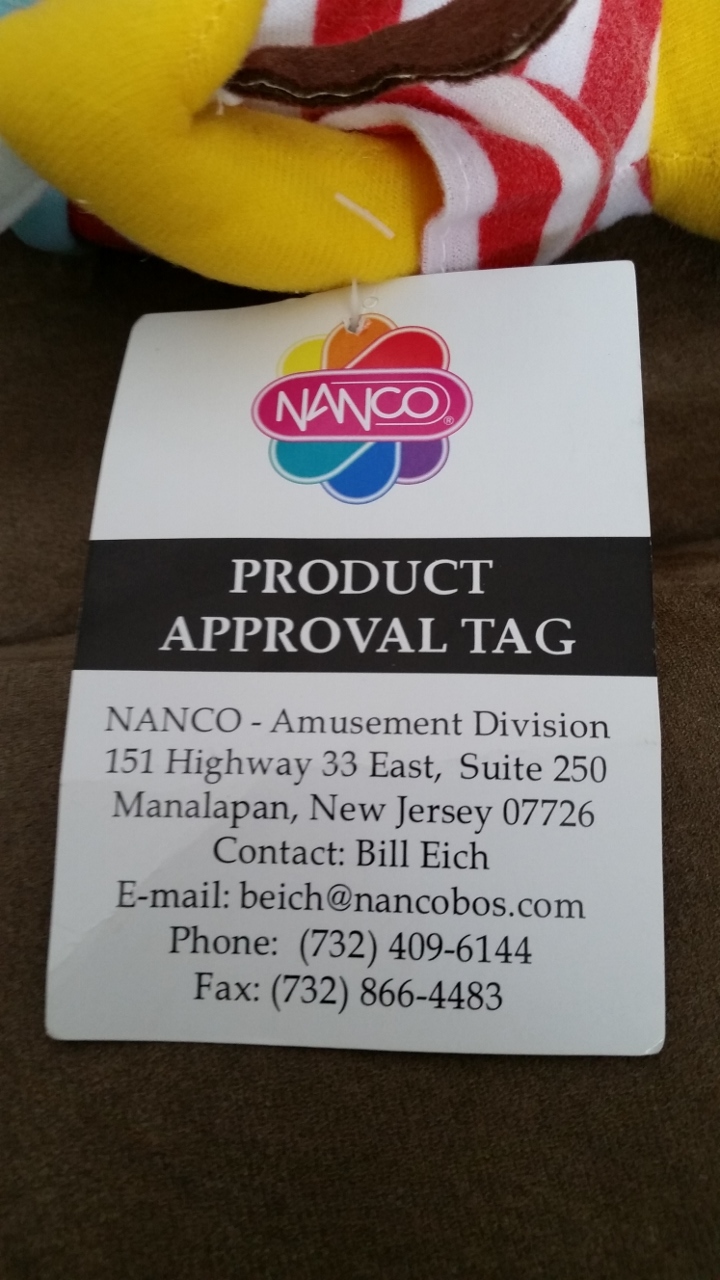 NANCO®
PRODUCT
APPROVAL TAG
NANCO - Amusement Division
151 Highway 33 East, Suite 250
Manalapan, New Jersey 07726
Contact: Bill Eich
E-mail: beich@nancobos.com
Phone: (732) 409-6144
Fax: (732) 866-4483